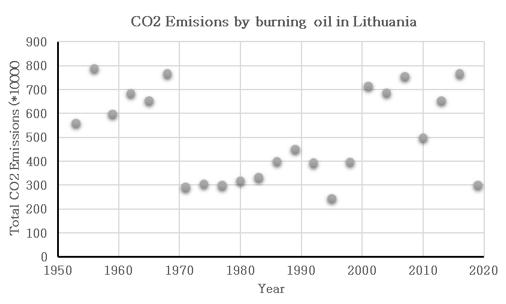 CO2 Emisions by burning oil in Lithuania
Total CO2 Emissions (*10000
900
800
700
600
500
400
300
200
100
0
1950 1960 1970 1980 1990 2000 2010 2020
Year